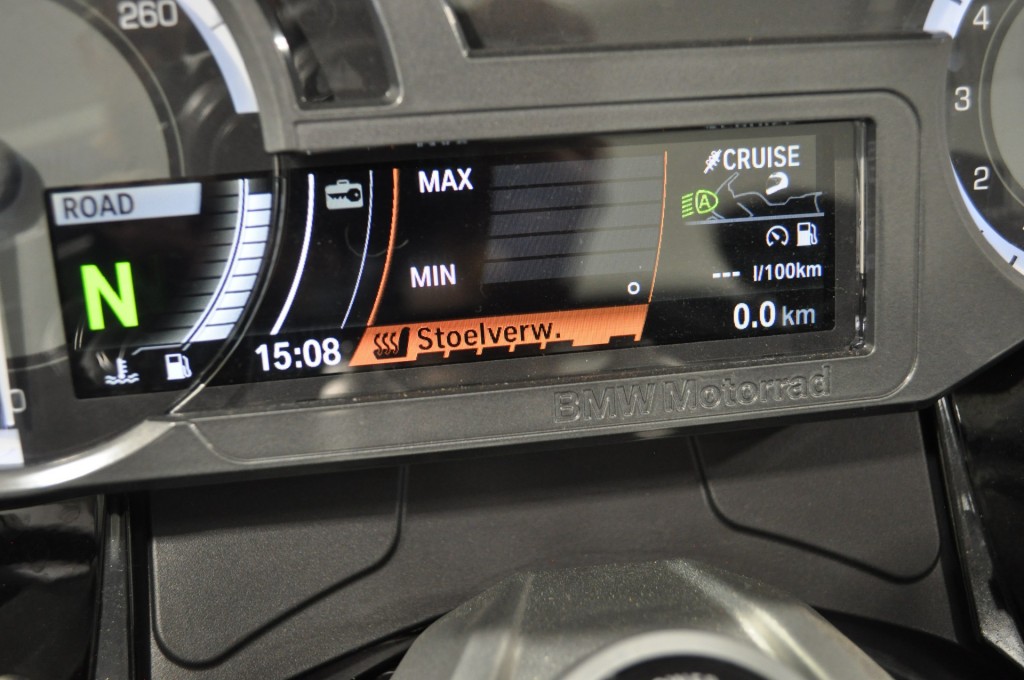 260
ROAD
N
15:08
MAX
MIN
Stoelverw.
CRUISE
A
--- l/100km
0.0 km
BMW Motorrad
4
3
2